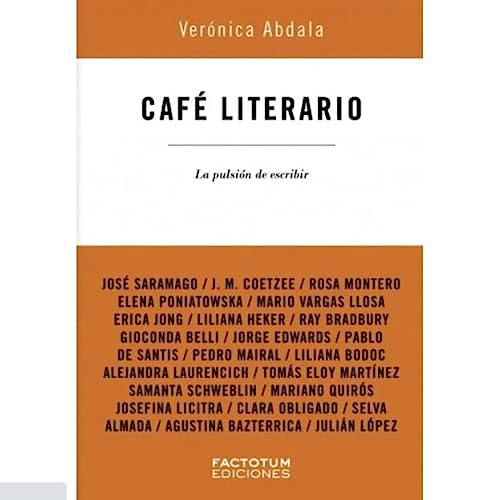 Verónica Abdala
CAFÉ LITERARIO
La pulsión de escribir
JOSÉ SARAMAGO / J. M. COETZEE / ROSA MONTERO
ELENA PONIATOWSKA / MARIO VARGAS LLOSA
ERICA JONG / LILIANA HEKER / RAY BRADBURY
GIOCONDA BELLI / JORGE EDWARDS / PABLO
DE SANTIS / PEDRO MAIRAL / LILIANA BODOC
ALEJANDRA LAURENCICH / TOMÁS ELOY MARTÍNEZ
SAMANTA SCHWEBLIN / MARIANO QUIRÓS
JOSEFINA LICITRA / CLARA OBLIGADO / SELVA
ALMADA / AGUSTINA BAZTERRICA / JULIÁN LÓPEZ
FACTOTUM
EDICIONES